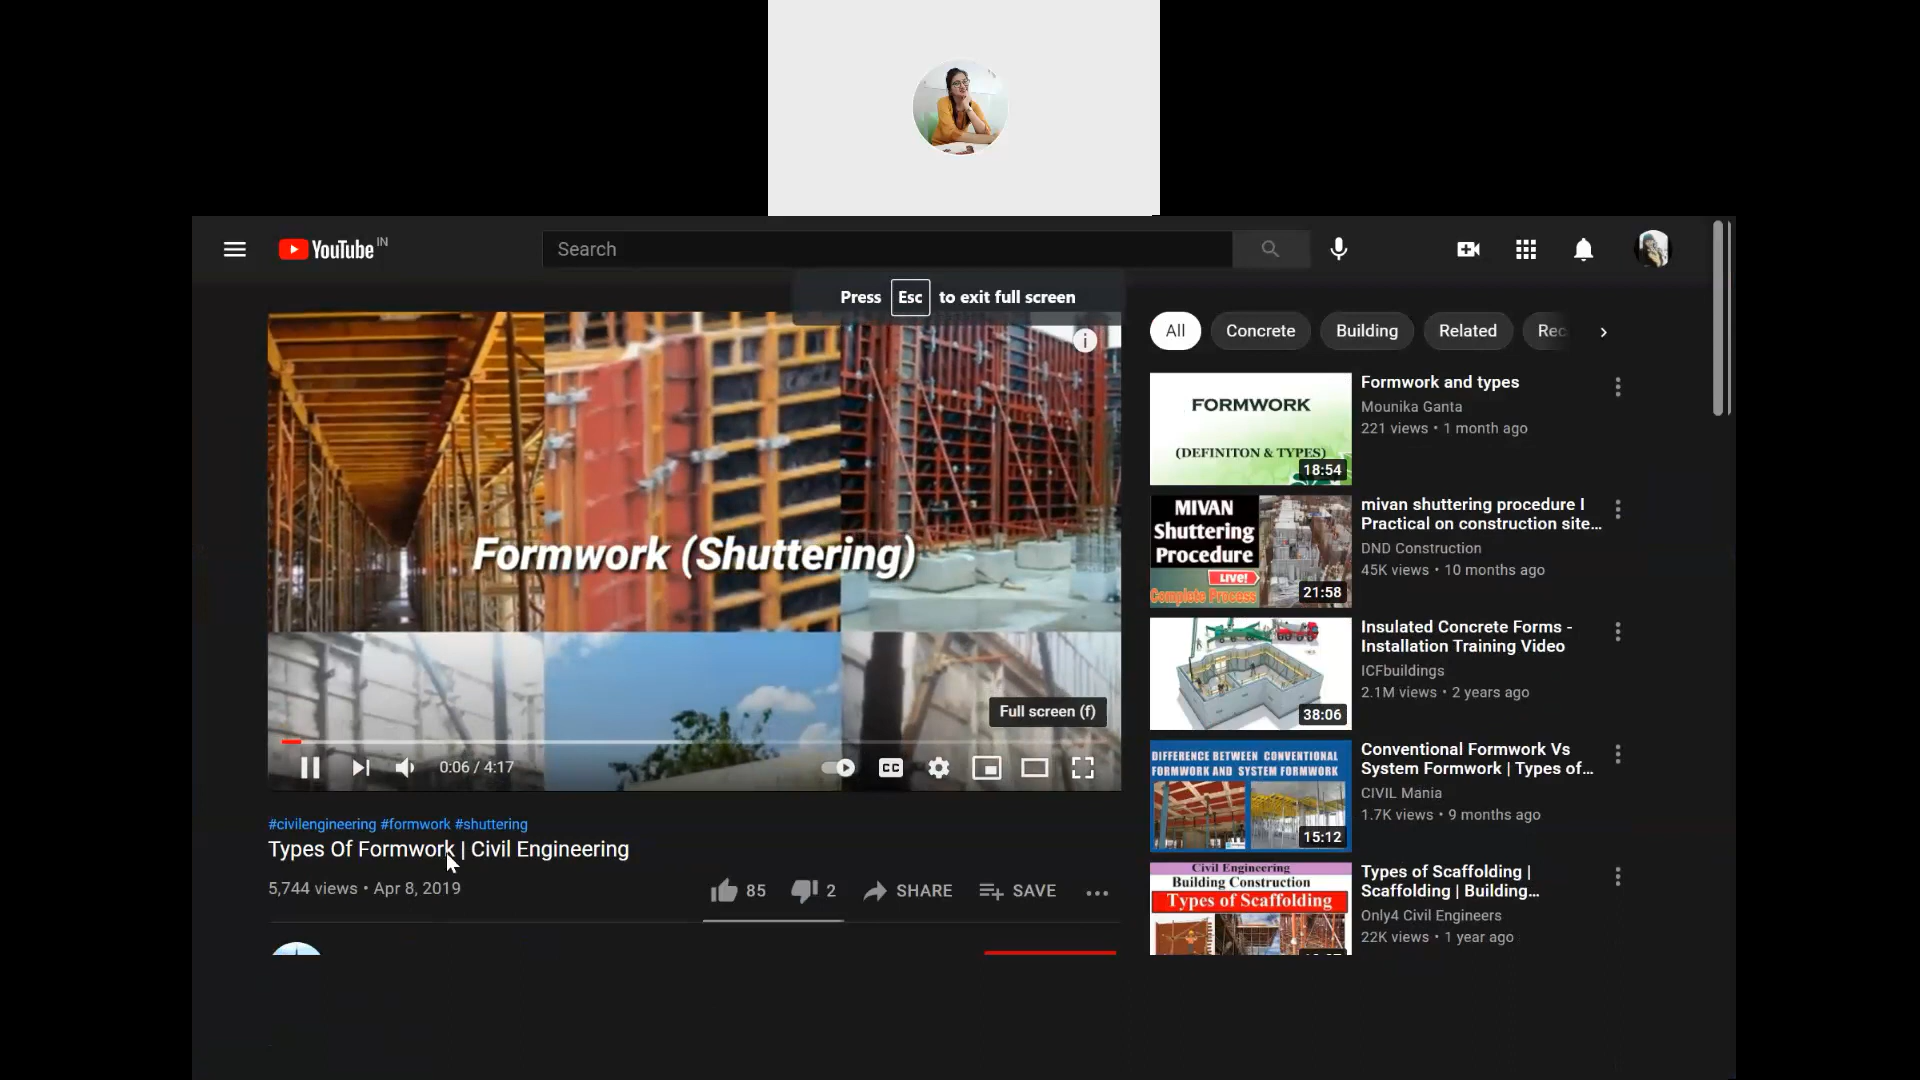 YouTube IN
Search
Press Esc to exit full screen
Formwork (Shuttering)
Full screen (f)
0:06 / 4:17
CC
#civilengineering #formwork #shuttering
Types Of Formwork | Civil Engineering
5,744 views • Apr 8, 2019
85
2
SHARE
SAVE
All
Concrete
Building
Related
Rec
FORMWORK
(DEFINITON & TYPES)
18:54
Formwork and types
Mounika Ganta
221 views • 1 month ago
MIVAN
Shuttering
Procedure
LIVE!
Complete Process
21:58
mivan shuttering procedure I
Practical on construction site...
DND Construction
45K views • 10 months ago
38:06
Insulated Concrete Forms -
Installation Training Video
ICFbuildings
2.1M views • 2 years ago
DIFFERENCE BETWEEN CONVENTIONAL
FORMWORK AND SYSTEM FORMWORK
15:12
Conventional Formwork Vs
System Formwork | Types of...
CIVIL Mania
1.7K views • 9 months ago
Civil Engineering
Building Construction
Types of Scaffolding
Types of Scaffolding |
Scaffolding | Building...
Only4 Civil Engineers
22K views • 1 year ago